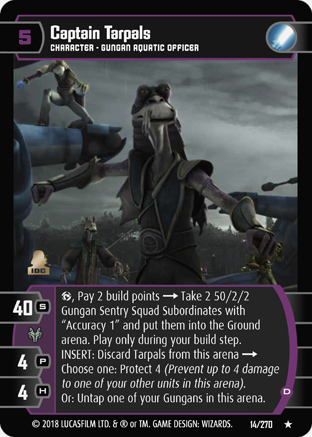 5 Captain Tarpals
CHARACTER - GUNGAN AQUATIC OFFICER
IDC
40 S
4 P
4 H
, Pay 2 build points → Take 2 50/2/2
Gungan Sentry Squad Subordinates with
“Accuracy 1” and put them into the Ground
arena. Play only during your build step.
INSERT: Discard Tarpals from this arena →
Choose one: Protect 4 (Prevent up to 4 damage
to one of your other units in this arena).
Or: Untap one of your Gungans in this arena.
D
© 2018 LUCASFILM LTD. & ® or TM. GAME DESIGN: WIZARDS. 14/270 ★